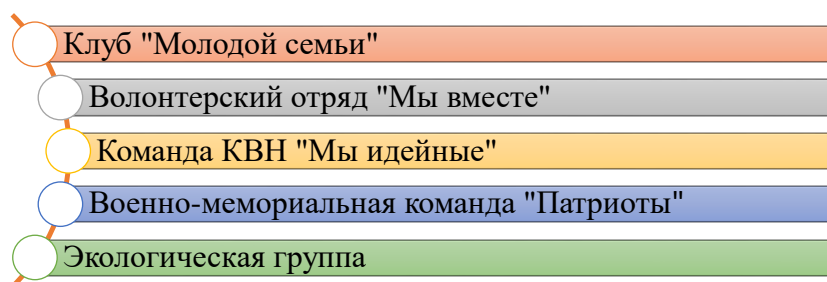 Клуб "Молодой семьи"
Волонтерский отряд "Мы вместе"
Команда КВН "Мы идейные"
Военно-мемориальная команда "Патриоты"
Экологическая группа